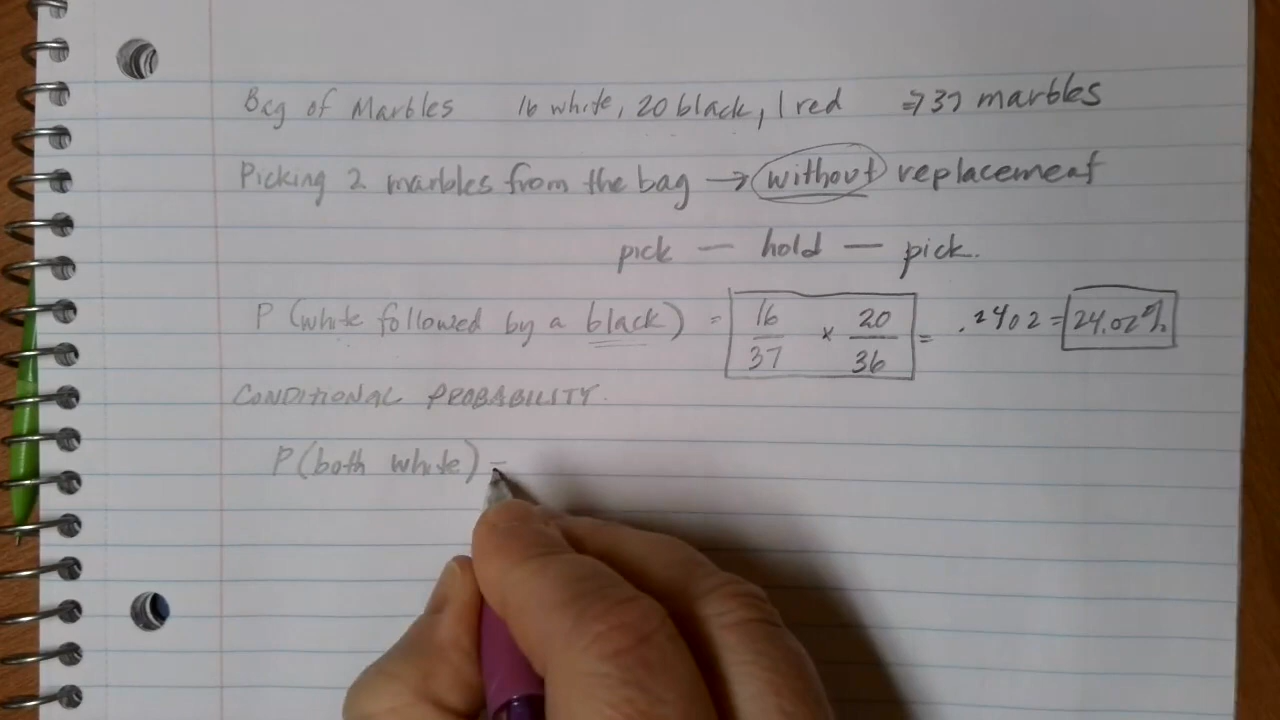 Bag of Marbles 16 white, 20 black, 1 red ⇒ 37 marbles
Picking 2 marbles from the bag → without replacement
pick — hold — pick.
P (white followed by a black) = 16/37 × 20/36 = .2402 = 24.02%
CONDITIONAL PROBABILITY.
P(both white) =